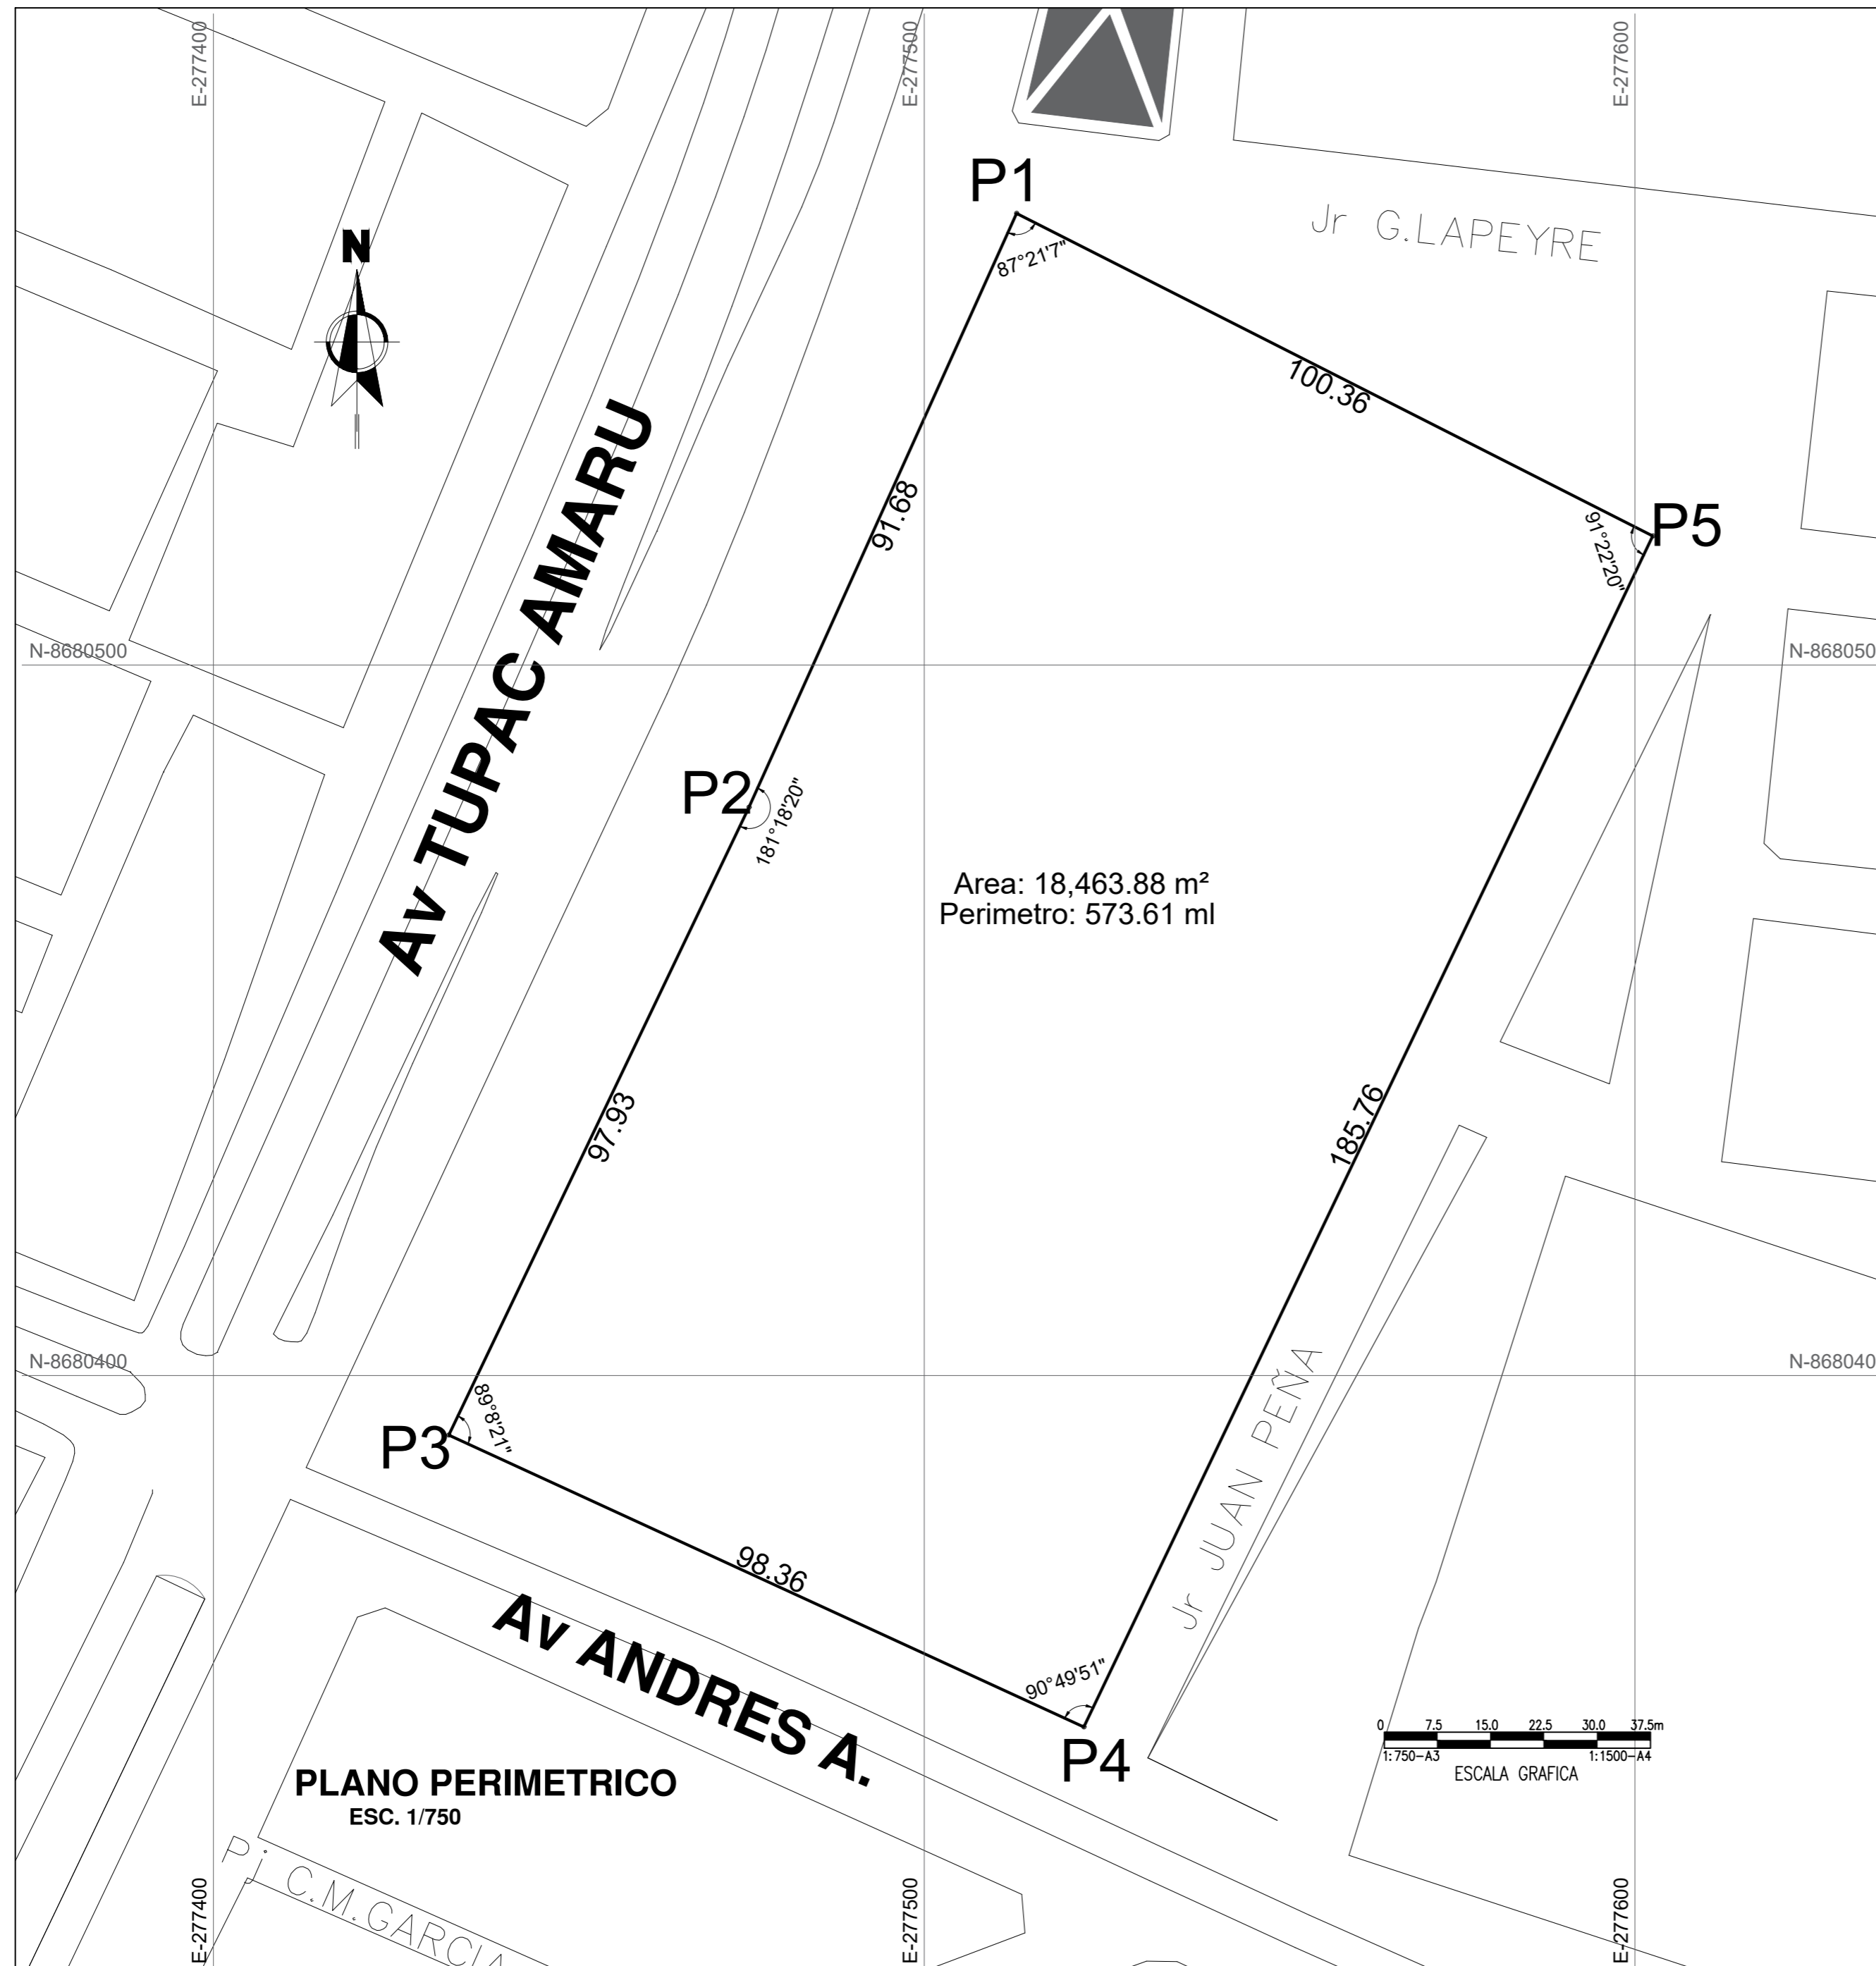 E-277400
E-277500
E-277600
P1
Jr G.LAPEYRE
N
87°21'7"
100.36
91.68
P5
91°22'20"
Av TUPAC AMARU
N-8680500
N-868050
P2
181°18'20"
Area: 18,463.88 m²
Perimetro: 573.61 ml
97.93
185.76
N-8680400
N-868040
Jr JUAN PEÑA
89°8'21"
P3
98.36
Av ANDRES A.
90°49'51"
P4
0 7.5 15.0 22.5 30.0 37.5m
1:750-A3 1:1500-A4
ESCALA GRAFICA
PLANO PERIMETRICO
ESC. 1/750
Pj C.M.GARCIA
E-277400
E-277500
E-277600